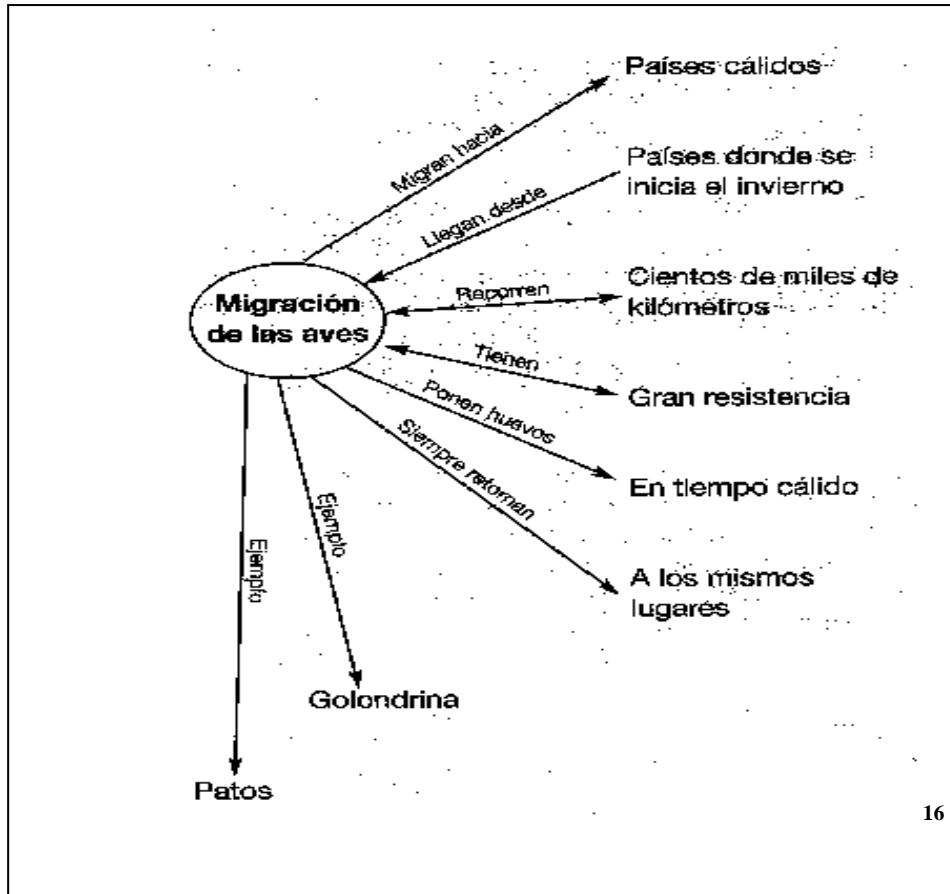 Países cálidos
Migran hacia
Países donde se
inicia el invierno
Llegan desde
Migración
de las aves
Recorren
Cientos de miles de
kilómetros
Tienen
Gran resistencia
Ponen huevos
En tiempo cálido
Siempre retornan
A los mismos
lugares
Ejemplo
Golondrina
Ejemplo
Patos
16